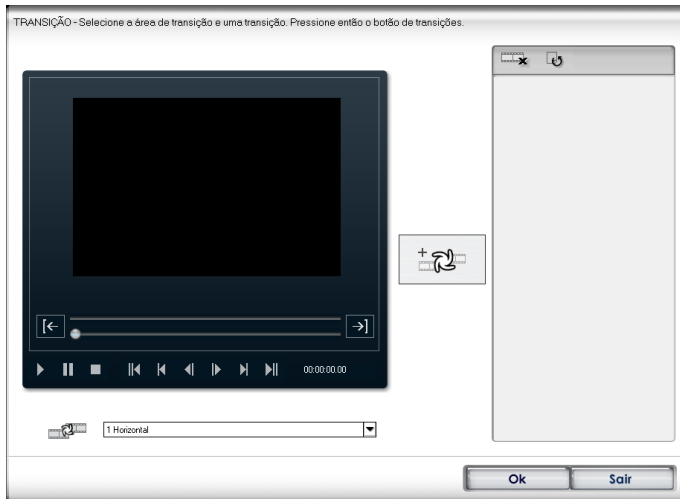 TRANSIÇÃO - Selecione a área de transição e uma transição. Pressione então o botão de transições.
00:00:00.00
1 Horizontal
Ok
Sair